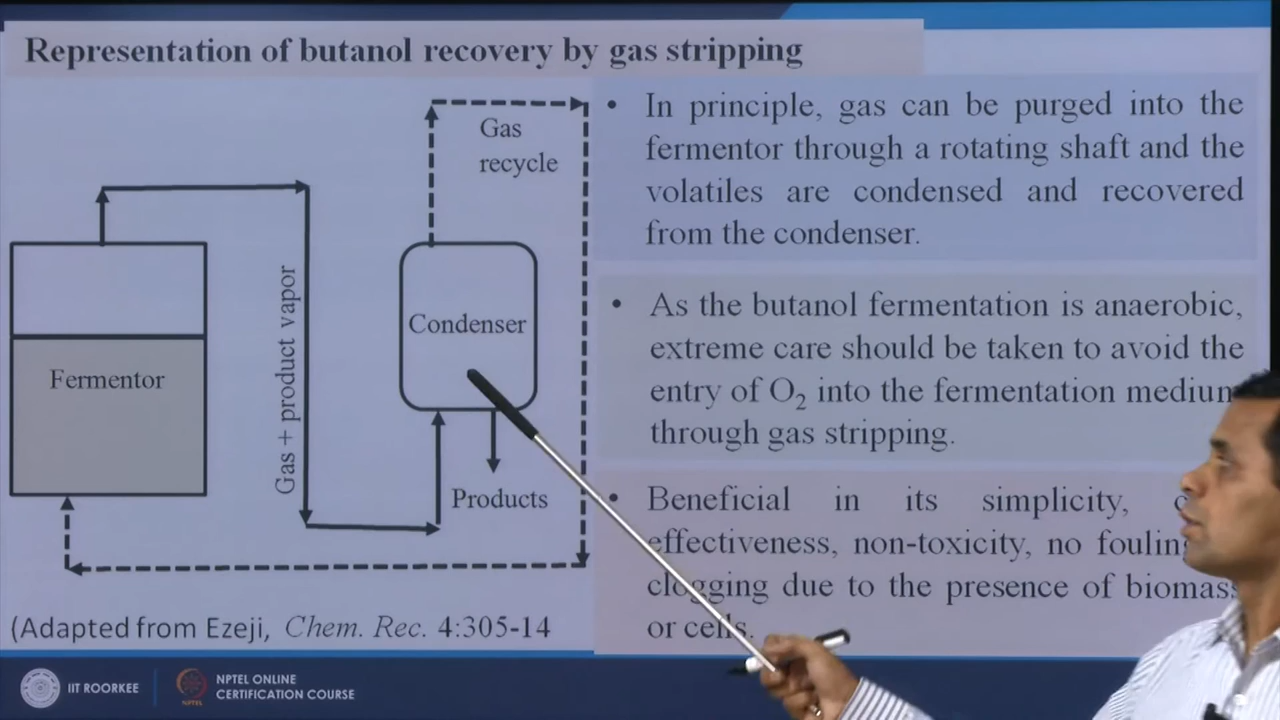 Representation of butanol recovery by gas stripping
Gas
recycle
Gas + product vapor
Fermentor
Condenser
Products
(Adapted from Ezeji, Chem. Rec. 4:305-14
• In principle, gas can be purged into the
fermentor through a rotating shaft and the
volatiles are condensed and recovered
from the condenser.
• As the butanol fermentation is anaerobic,
extreme care should be taken to avoid the
entry of O₂ into the fermentation medium
through gas stripping.
• Beneficial in its simplicity,
effectiveness, non-toxicity, no
clogging due to the presence of biomass
or cells.
IIT ROORKEE
NPTEL
NPTEL ONLINE
CERTIFICATION COURSE